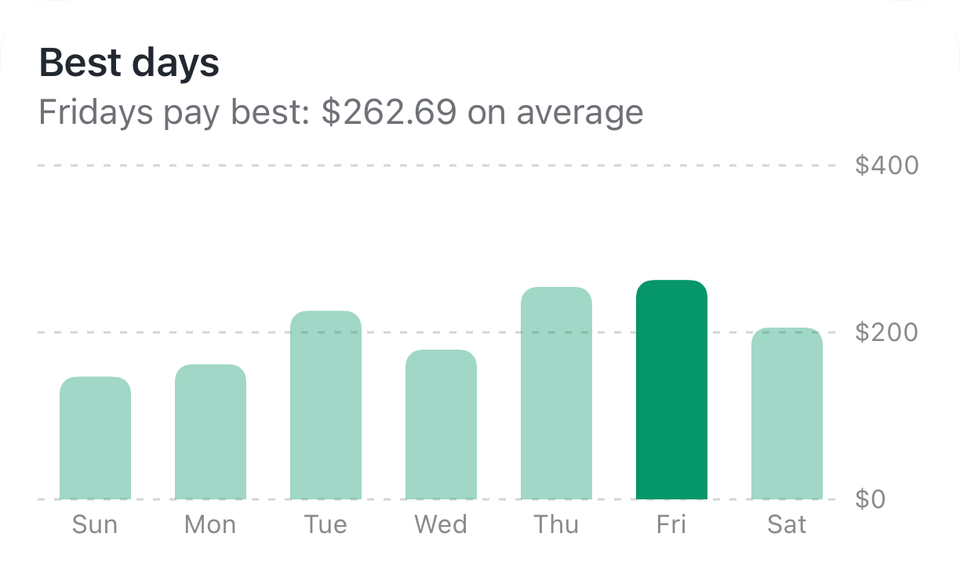 Best days
Fridays pay best: $262.69 on average
$400
$200
$0
Sun Mon Tue Wed Thu Fri Sat